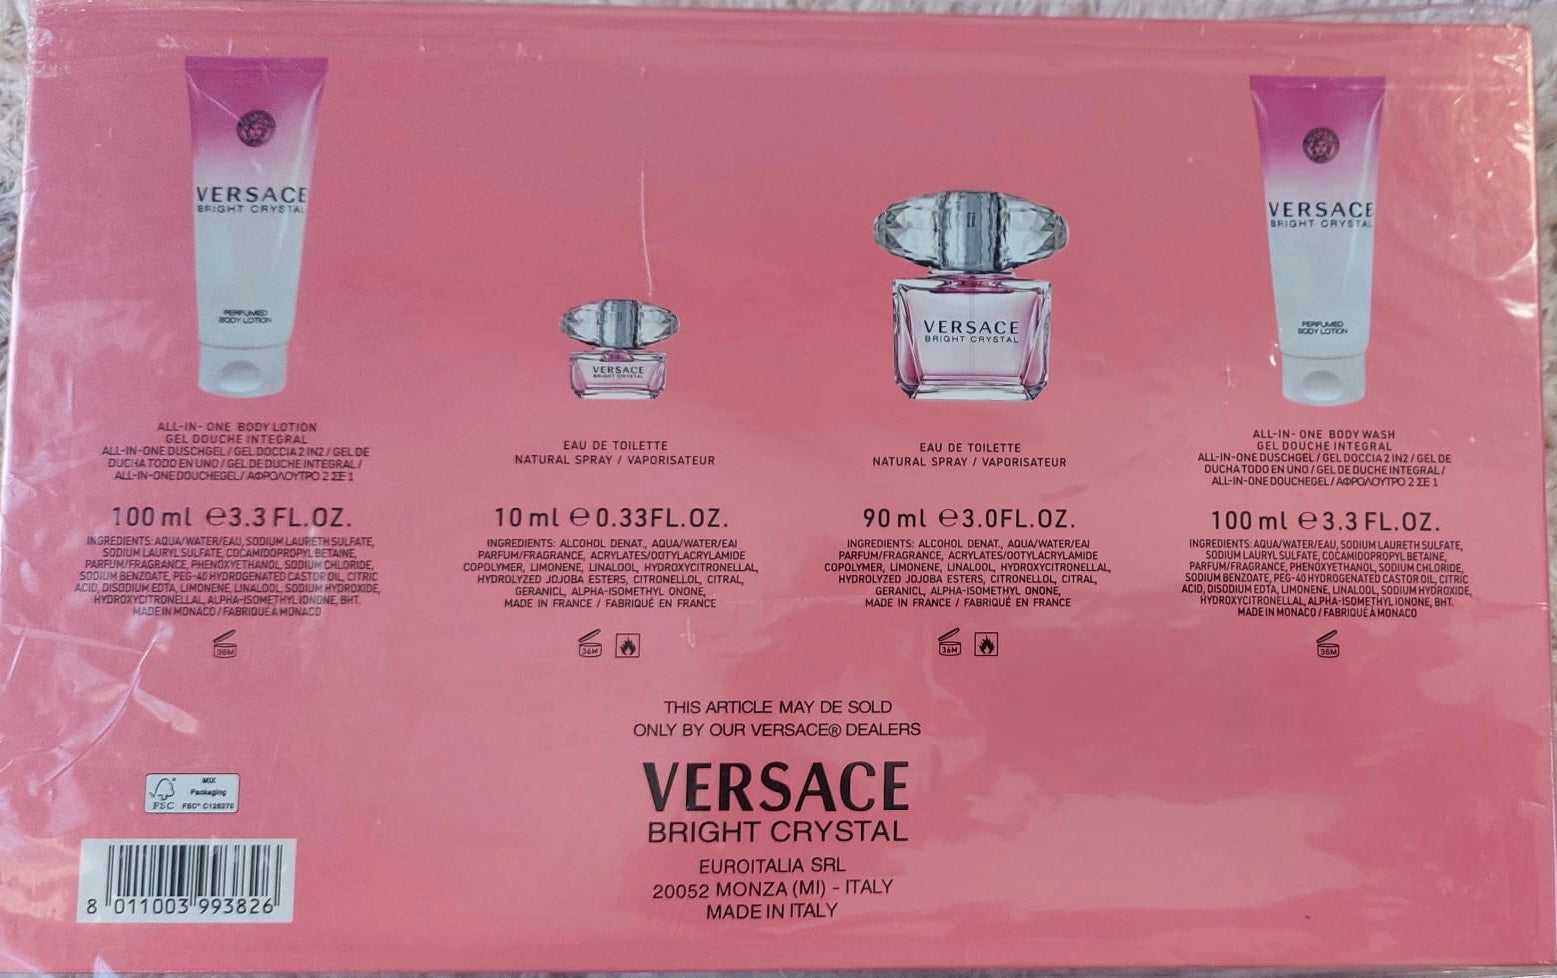 VERSACE
BRIGHT CRYSTAL
PERFUMED
BODY LOTION
ALL-IN- ONE BODY LOTION
GEL DOUCHE INTEGRAL
ALL-IN-ONE DUSCHGEL / GEL DOCCIA 2 IN2 / GEL DE
DUCHA TODO EN UNO / GEL DE DUCHE INTEGRAL /
ALL-IN-ONE DOUCHEGEL / ΑΦΡΟΛΟΥΤΡΟ 2 ΣΕ 1
100 ml ℮3.3 FL.OZ.
INGREDIENTS: AQUA/WATER/EAU, SODIUM LAURETH SULFATE,
SODIUM LAURYL SULFATE, COCAMIDOPROPYL BETAINE,
PARFUM/FRAGRANCE, PHENOXYETHANOL, SODIUM CHLORIDE,
SODIUM BENZOATE, PEG-40 HYDROGENATED CASTOR OIL, CITRIC
ACID, DISODIUM EDTA, LIMONENE, LINALOOL, SODIUM HYDROXIDE,
HYDROXYCITRONELLAL, ALPHA-ISOMETHYL IONONE, BHT.
MADE IN MONACO / FABRIQUÉ À MONACO
36M
VERSACE
BRIGHT CRYSTAL
EAU DE TOILETTE
NATURAL SPRAY / VAPORISATEUR
10 ml ℮ 0.33FL.OZ.
INGREDIENTS: ALCOHOL DENAT., AQUA/WATER/EAI
PARFUM/FRAGRANCE, ACRYLATES/OOTYLACRYLAMIDE
COPOLYMER, LIMONENE, LINALOOL, HYDROXYCITRONELLAL,
HYDROLYZED JOJOBA ESTERS, CITRONELLOL, CITRAL,
GERANICL, ALPHA-ISOMETHYL ONONE,
MADE IN FRANCE / FABRIQUÉ EN FRANCE
36M
VERSACE
BRIGHT CRYSTAL
EAU DE TOILETTE
NATURAL SPRAY / VAPORISATEUR
90 ml ℮3.0FL.OZ.
INGREDIENTS: ALCOHOL DENAT., AQUA/WATER/EAI
PARFUM/FRAGRANCE, ACRYLATES/OOTYLACRYLAMIDE
COPOLYMER, LIMONENE, LINALOOL, HYDROXYCITRONELLAL,
HYDROLYZED JOJOBA ESTERS, CITRONELLOL, CITRAL,
GERANICL, ALPHA-ISOMETHYL ONONE,
MADE IN FRANCE / FABRIQUÉ EN FRANCE
36M
VERSACE
BRIGHT CRYSTAL
PERFUMED
BODY LOTION
ALL-IN- ONE BODY WASH
GEL DOUCHE INTEGRAL
ALL-IN-ONE DUSCHGEL / GEL DOCCIA 2 IN2 / GEL DE
DUCHA TODO EN UNO / GEL DE DUCHE INTEGRAL /
ALL-IN-ONE DOUCHEGEL / ΑΦΡΟΛΟΥΤΡΟ 2 ΣΕ 1
100 ml ℮3.3 FL.OZ.
INGREDIENTS: AQUA/WATER/EAU, SODIUM LAURETH SULFATE,
SODIUM LAURYL SULFATE, COCAMIDOPROPYL BETAINE,
PARFUM/FRAGRANCE, PHENOXYETHANOL, SODIUM CHLORIDE,
SODIUM BENZOATE, PEG-40 HYDROGENATED CASTOR OIL, CITRIC
ACID, DISODIUM EDTA, LIMONENE, LINALOOL, SODIUM HYDROXIDE,
HYDROXYCITRONELLAL, ALPHA-ISOMETHYL IONONE, BHT.
MADE IN MONACO / FABRIQUÉ À MONACO
36M
THIS ARTICLE MAY DE SOLD
ONLY BY OUR VERSACE® DEALERS
VERSACE
BRIGHT CRYSTAL
EUROITALIA SRL
20052 MONZA (MI) - ITALY
MADE IN ITALY
FSC
MIX
Packaging
FSC® C128270
8 011003 993826